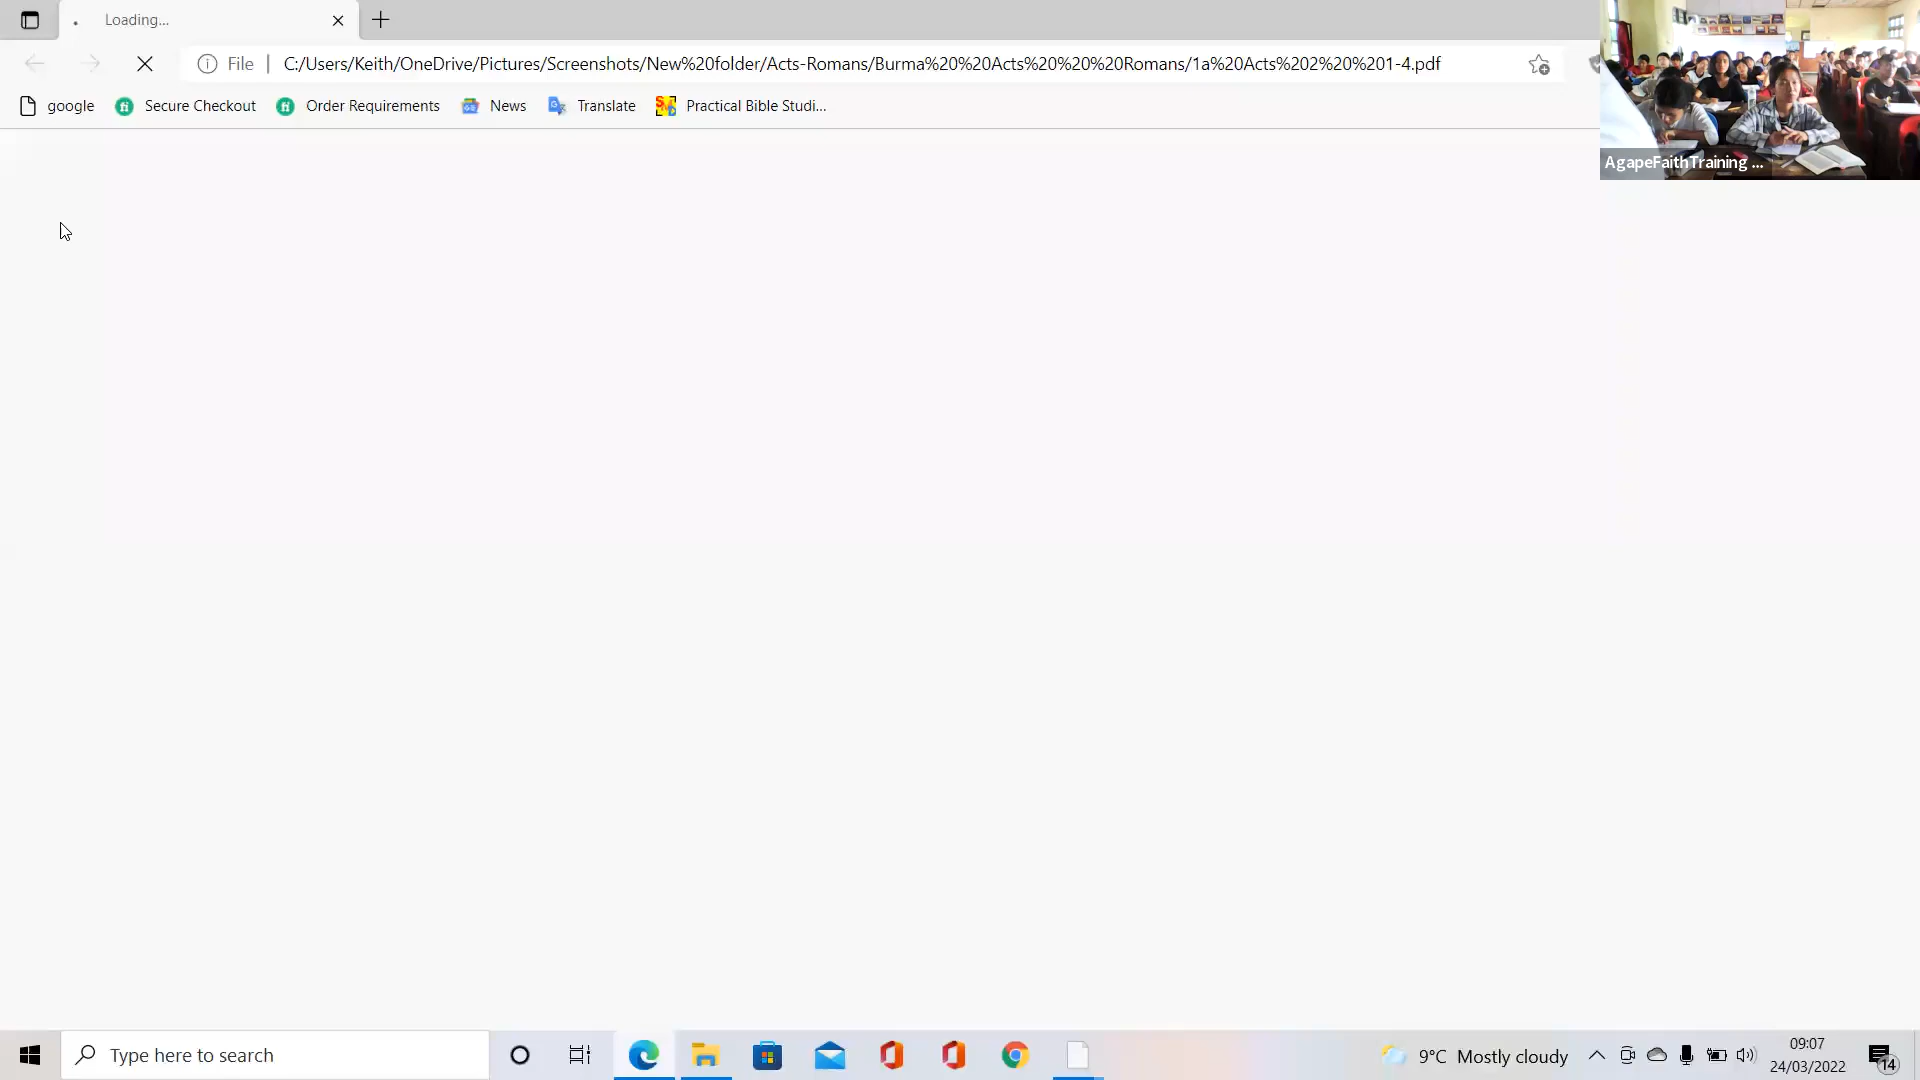 Loading...
File
C:/Users/Keith/OneDrive/Pictures/Screenshots/New%20folder/Acts-Romans/Burma%20%20Acts%20%20%20Romans/1a%20Acts%202%20%201-4.pdf
google
Secure Checkout
Order Requirements
News
Translate
Practical Bible Studi...
AgapeFaithTraining ...
Type here to search
9°C Mostly cloudy
09:07
24/03/2022
14